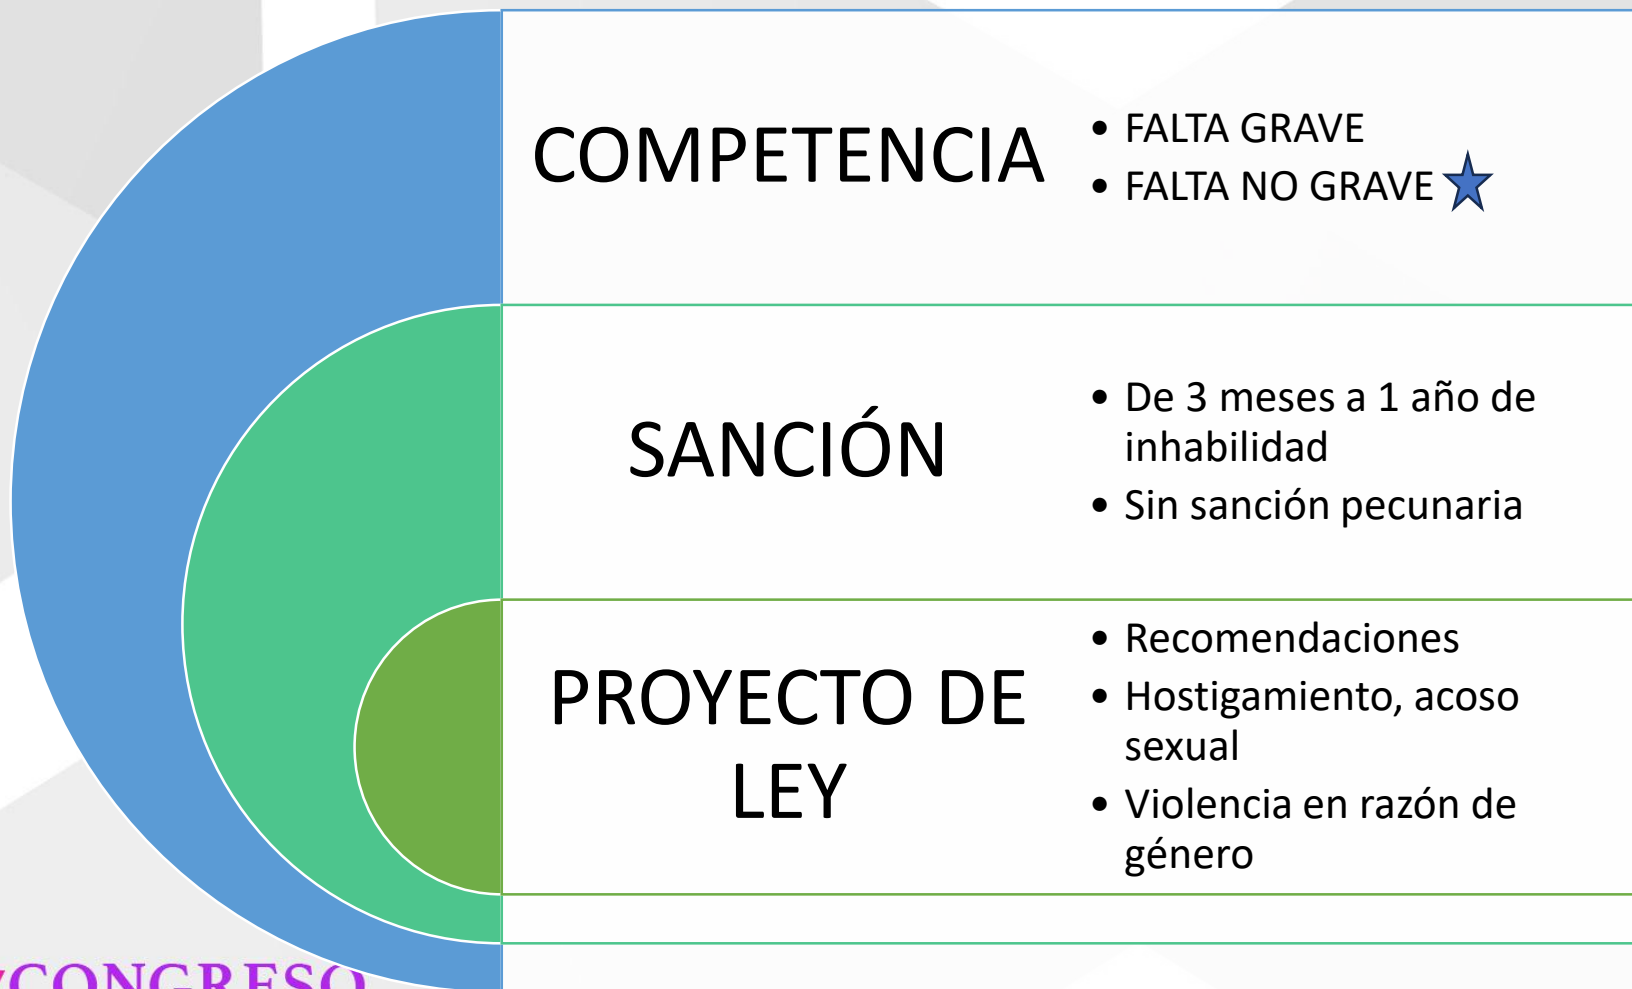 COMPETENCIA
• FALTA GRAVE
• FALTA NO GRAVE
SANCIÓN
• De 3 meses a 1 año de
inhabilidad
• Sin sanción pecunaria
PROYECTO DE
LEY
• Recomendaciones
• Hostigamiento, acoso
sexual
• Violencia en razón de
género
CONGRESO